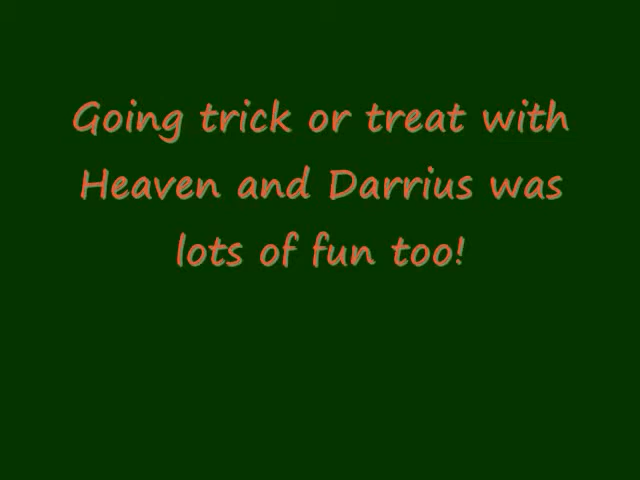 Going trick or treat with
Heaven and Darrius was
lots of fun too!